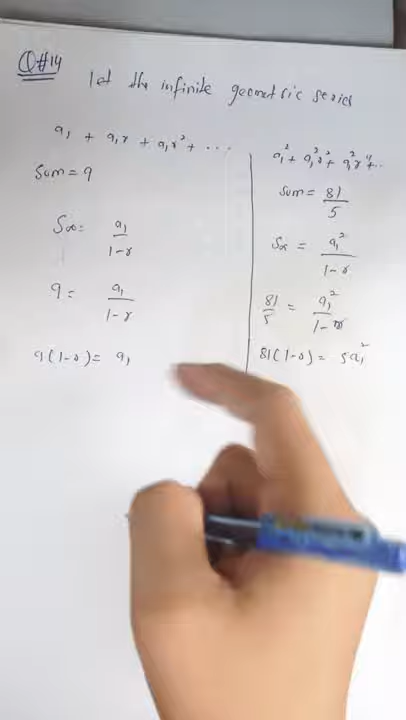 Q#14
Let the infinite geometric series
a₁ + a₁r + a₁r² + ...
Sum = 9
S∞ = a₁/1-r
9 = a₁/1-r
9(1-r) = a₁
a₁² + a₁²r² + a₁²r⁴ + ...
Sum = 81/5
S∞ = a₁²/1-r
81/5 = a₁²/1-r
81(1-r) = 5a₁²